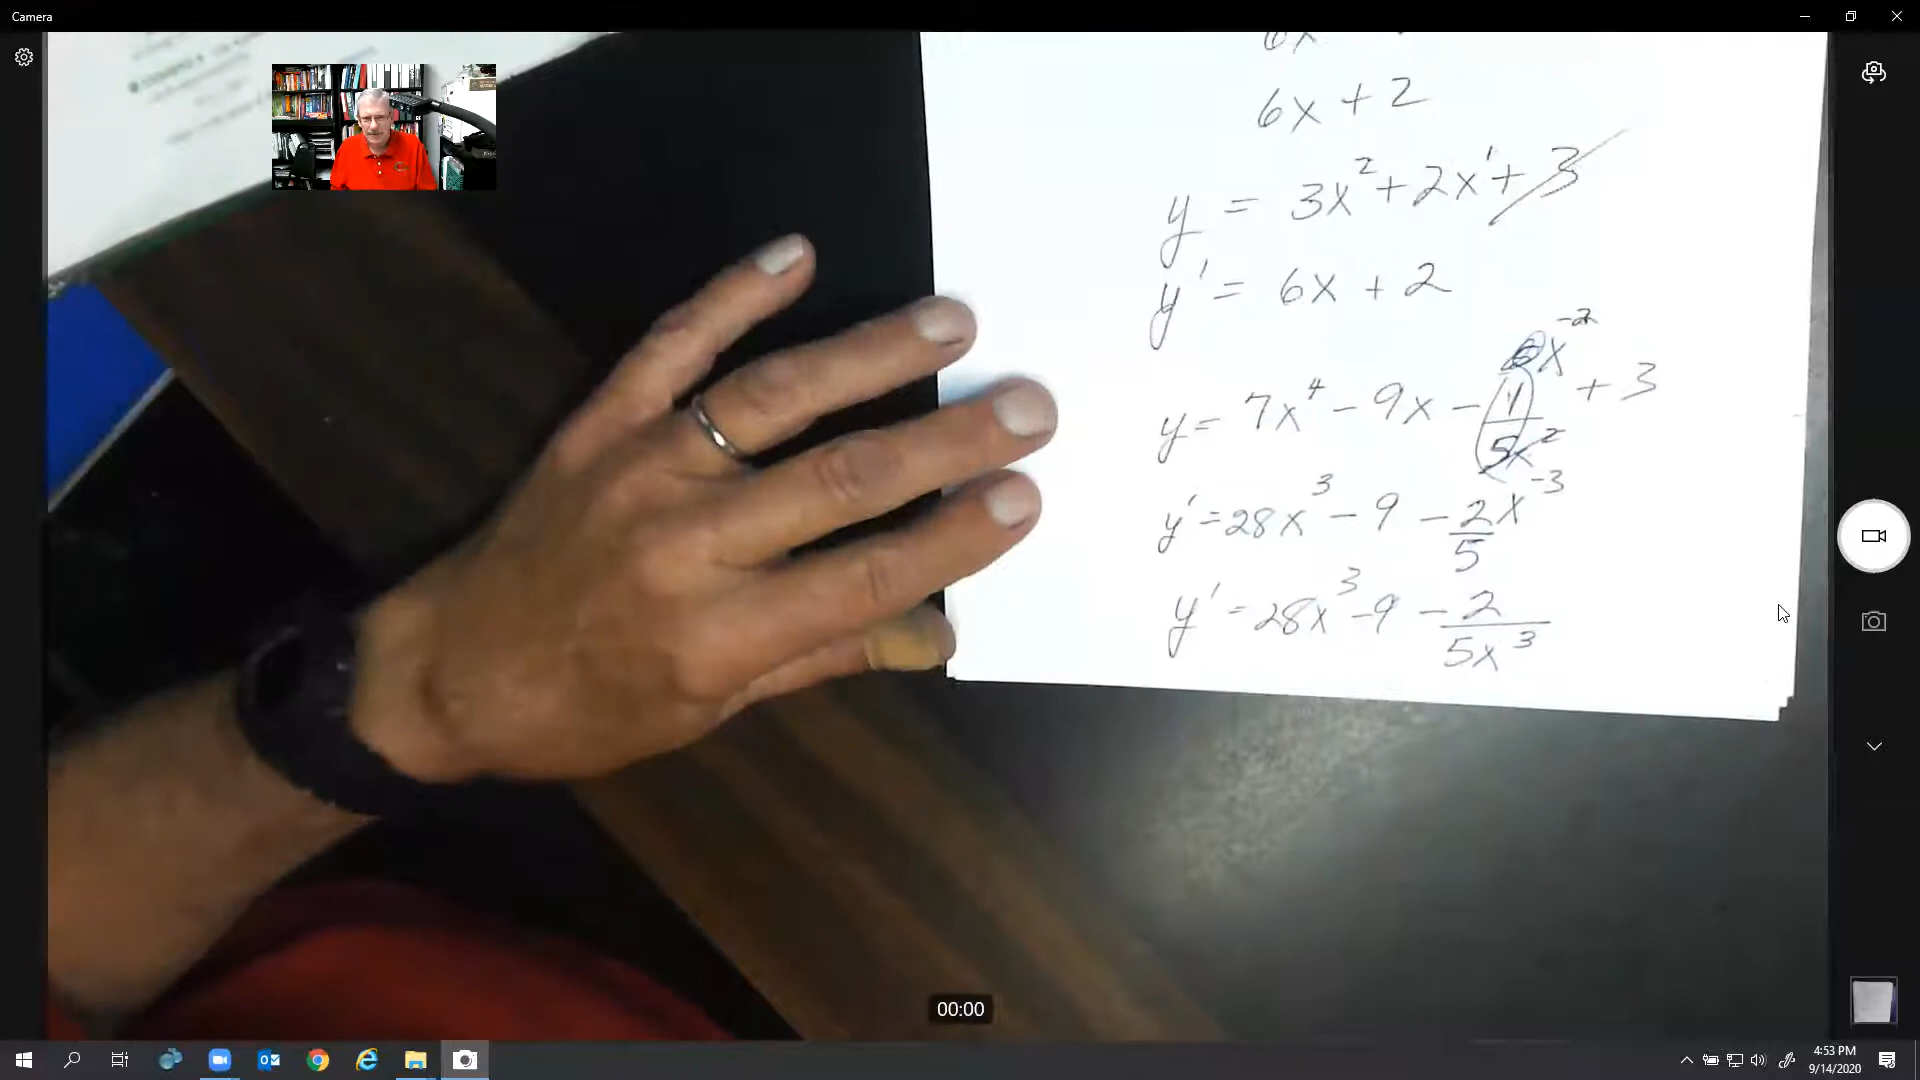 Camera
6x + 2
y = 3x² + 2x¹ + 3
y' = 6x + 2
x⁻²
y = 7x⁴ - 9x - 1/5x² + 3
y' = 28x³ - 9 - 2/5 x⁻³
y' = 28x³ - 9 - 2/5x³
00:00
4:53 PM
9/14/2020